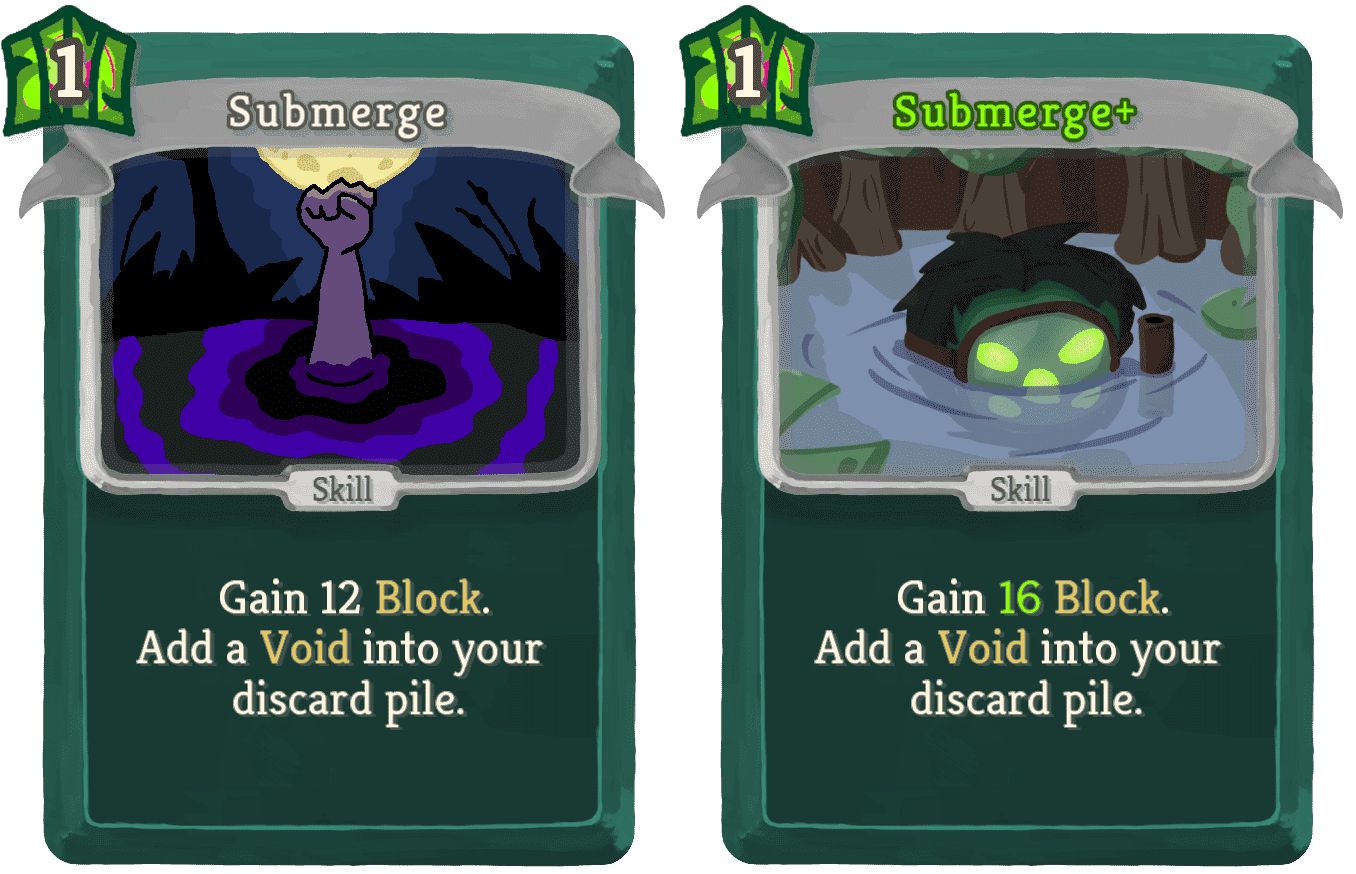 1
Submerge
Skill
Gain 12 Block.
Add a Void into your
discard pile.
1
Submerge+
Skill
Gain 16 Block.
Add a Void into your
discard pile.